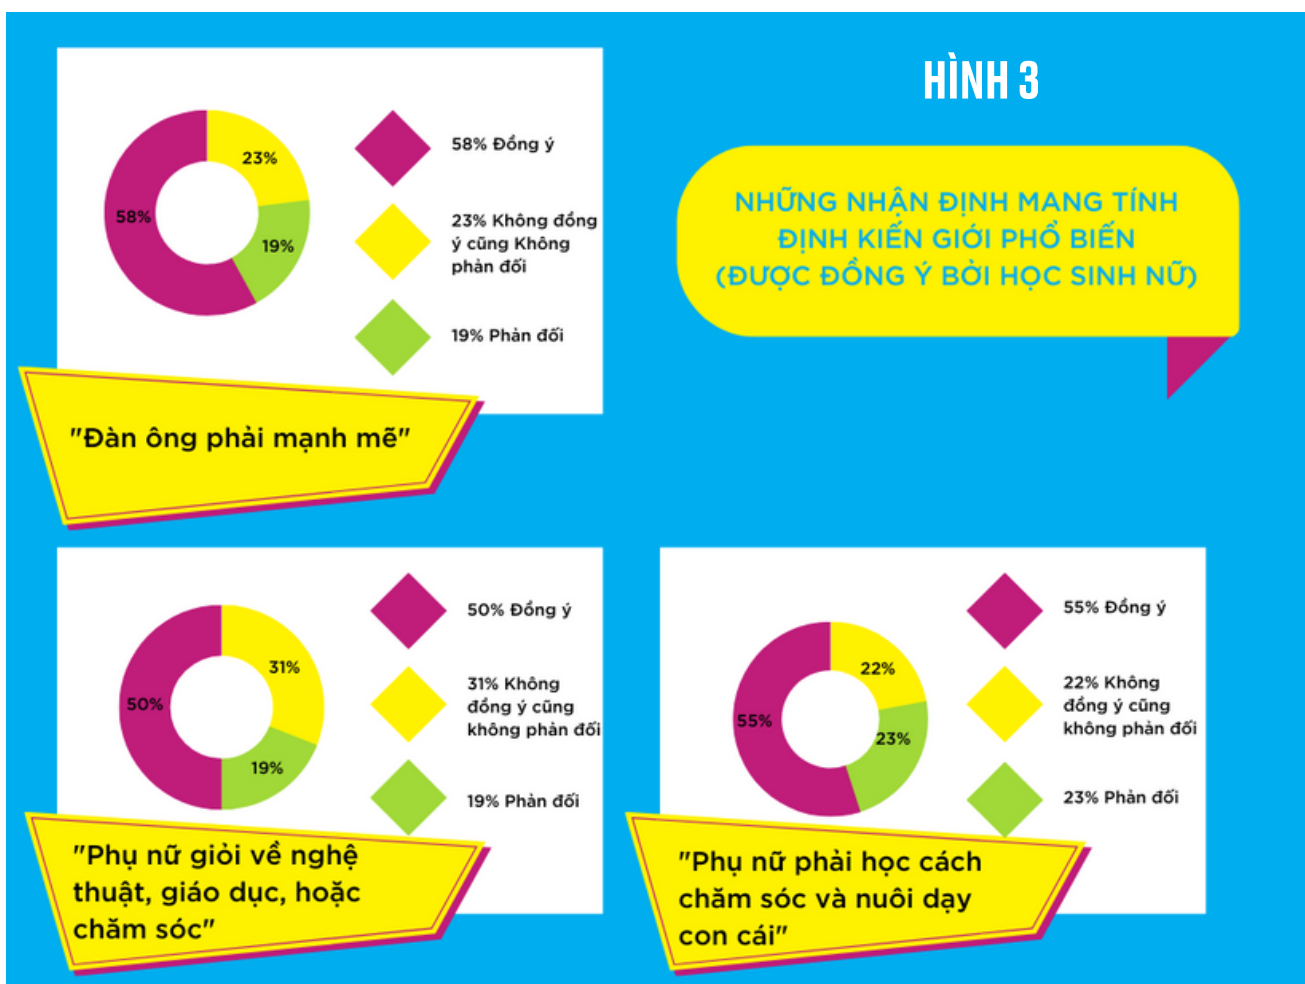 HÌNH 3
NHỮNG NHẬN ĐỊNH MANG TÍNH
ĐỊNH KIẾN GIỚI PHỔ BIẾN
(ĐƯỢC ĐỒNG Ý BỞI HỌC SINH NỮ)
23%
58%
19%
58% Đồng ý
23% Không đồng
ý cũng Không
phản đối
19% Phản đối
"Đàn ông phải mạnh mẽ"
31%
50%
19%
50% Đồng ý
31% Không
đồng ý cũng
không phản đối
19% Phản đối
"Phụ nữ giỏi về nghệ
thuật, giáo dục, hoặc
chăm sóc"
22%
55%
23%
55% Đồng ý
22% Không
đồng ý cũng
không phản đối
23% Phản đối
"Phụ nữ phải học cách
chăm sóc và nuôi dạy
con cái"